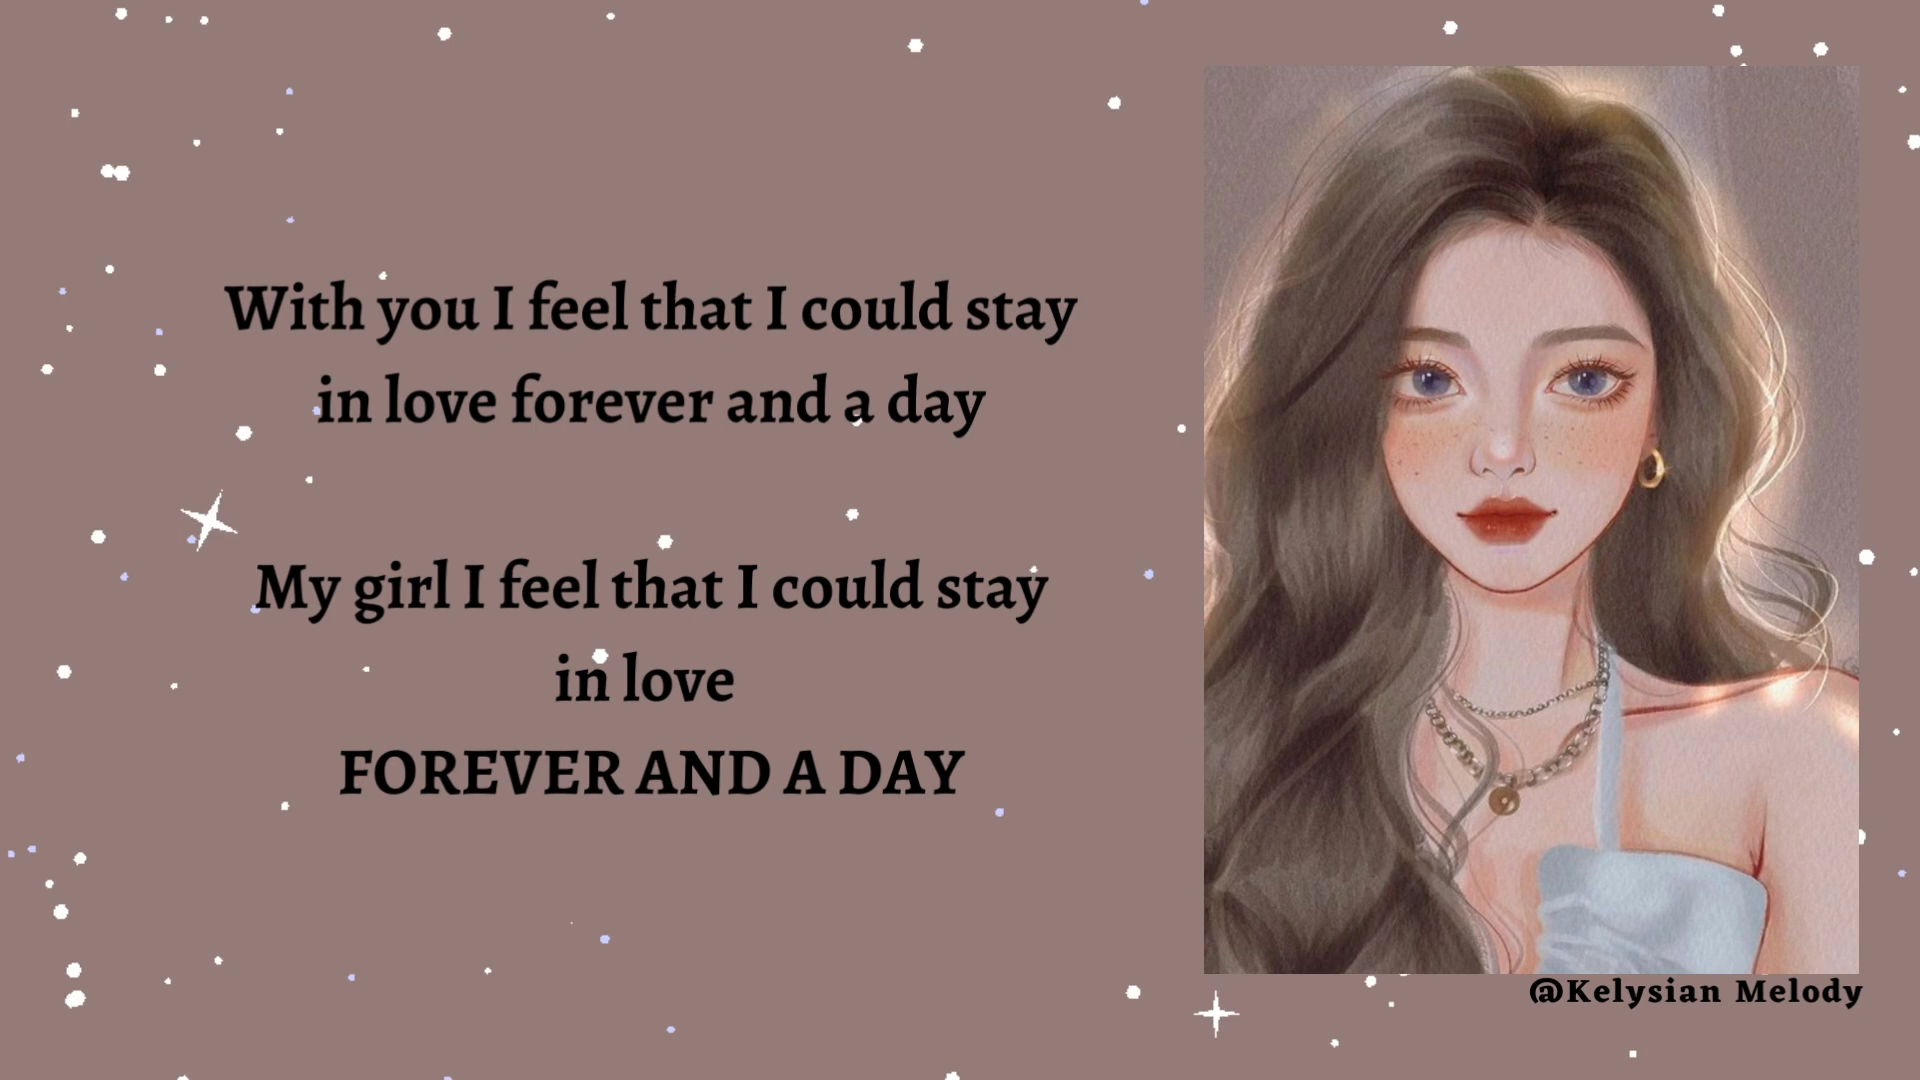 With you I feel that I could stay
in love forever and a day
My girl I feel that I could stay
in love
FOREVER AND A DAY
@Kelysian Melody